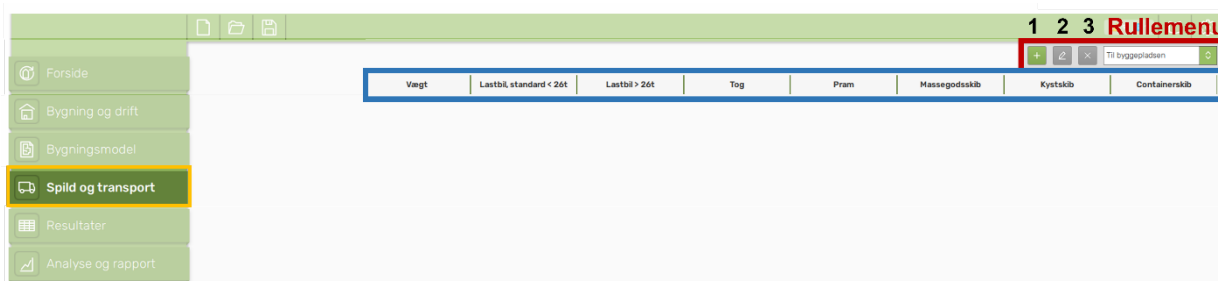 1 2 3 Rullemenu
Til byggepladsen
Forside
Vægt Lastbil, standard < 26t Lastbil > 26t Tog Pram Massegodsskib Kystskib Containerskib
Bygning og drift
Bygningsmodel
Spild og transport
Resultater
Analyse og rapport